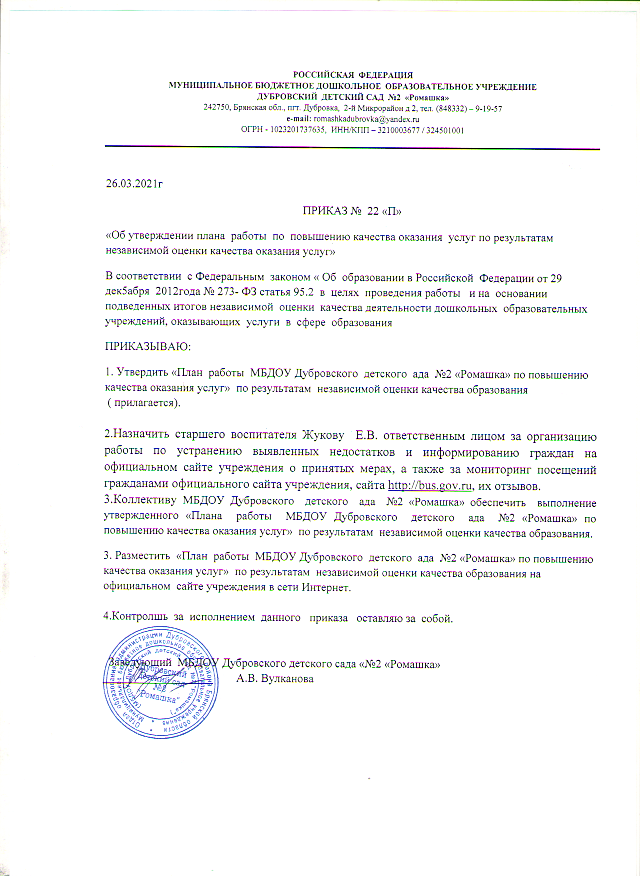 РОССИЙСКАЯ ФЕДЕРАЦИЯ
МУНИЦИПАЛЬНОЕ БЮДЖЕТНОЕ ДОШКОЛЬНОЕ ОБРАЗОВАТЕЛЬНОЕ УЧРЕЖДЕНИЕ
ДУБРОВСКИЙ ДЕТСКИЙ САД №2 «Ромашка»
242750, Брянская обл., пгт. Дубровка, 2-й Микрорайон д 2, тел. (848332) – 9-19-57
e-mail: romashkadubrovka@yandex.ru
ОГРН - 1023201737635, ИНН/КПП – 3210003677 / 324501001
26.03.2021г
ПРИКАЗ № 22 «П»
«Об утверждении плана работы по повышению качества оказания услуг по результатам
независимой оценки качества оказания услуг»
В соответствии с Федеральным законом « Об образовании в Российской Федерации от 29
дек5абря 2012года № 273- ФЗ статья 95.2 в целях проведения работы и на основании
подведенных итогов независимой оценки качества деятельности дошкольных образовательных
учреждений, оказывающих услуги в сфере образования
ПРИКАЗЫВАЮ:
1. Утвердить «План работы МБДОУ Дубровского детского ада №2 «Ромашка» по повышению
качества оказания услуг» по результатам независимой оценки качества образования
( прилагается).
2.Назначить старшего воспитателя Жукову Е.В. ответственным лицом за организацию
работы по устранению выявленных недостатков и информированию граждан на
официальном сайте учреждения о принятых мерах, а также за мониторинг посещений
гражданами официального сайта учреждения, сайта http://bus.gov.ru, их отзывов.
3.Коллективу МБДОУ Дубровского детского ада №2 «Ромашка» обеспечить выполнение
утвержденного «Плана работы МБДОУ Дубровского детского ада №2 «Ромашка» по
повышению качества оказания услуг» по результатам независимой оценки качества образования.
3. Разместить «План работы МБДОУ Дубровского детского ада №2 «Ромашка» по повышению
качества оказания услуг» по результатам независимой оценки качества образования на
официальном сайте учреждения в сети Интернет.
4.Контролшь за исполнением данного приказа оставляю за собой.
Заведующий МБДОУ Дубровского детского сада «№2 «Ромашка»
А.В. Вулканова
Дубровский
детский сад
№2
"Ромашка"